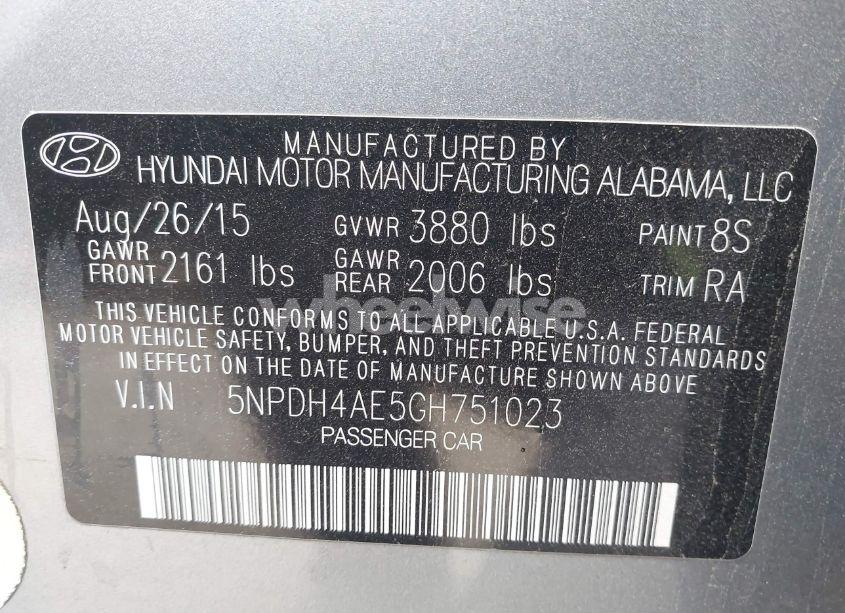 MANUFACTURED BY
HYUNDAI MOTOR MANUFACTURING ALABAMA, LLC
Aug/26/15 GVWR 3880 lbs PAINT 8S
GAWR FRONT 2161 lbs GAWR REAR 2006 lbs TRIM RA
wheelwise
THIS VEHICLE CONFORMS TO ALL APPLICABLE U.S.A. FEDERAL
MOTOR VEHICLE SAFETY, BUMPER, AND THEFT PREVENTION STANDARDS
IN EFFECT ON THE DATE OF MANUFACTURE SHOWN ABOVE
V.I.N 5NPDH4AE5GH751023
PASSENGER CAR